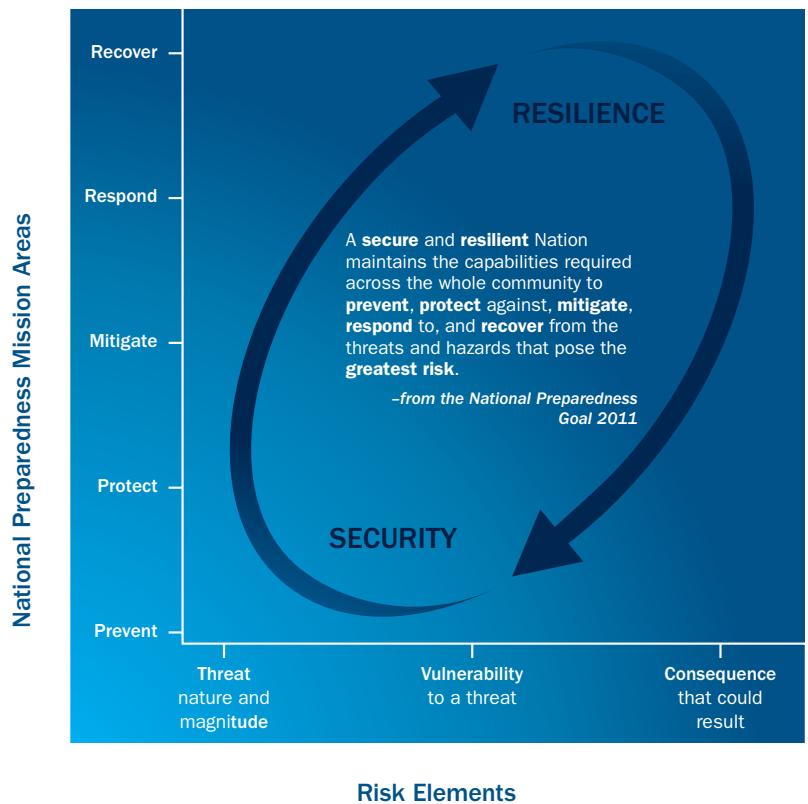 National Preparedness Mission Areas
Recover
Respond
Mitigate
Protect
Prevent
RESILIENCE
A secure and resilient Nation
maintains the capabilities required
across the whole community to
prevent, protect against, mitigate,
respond to, and recover from the
threats and hazards that pose the
greatest risk.
–from the National Preparedness
Goal 2011
SECURITY
Threat
nature and
magnitude
Vulnerability
to a threat
Consequence
that could
result
Risk Elements